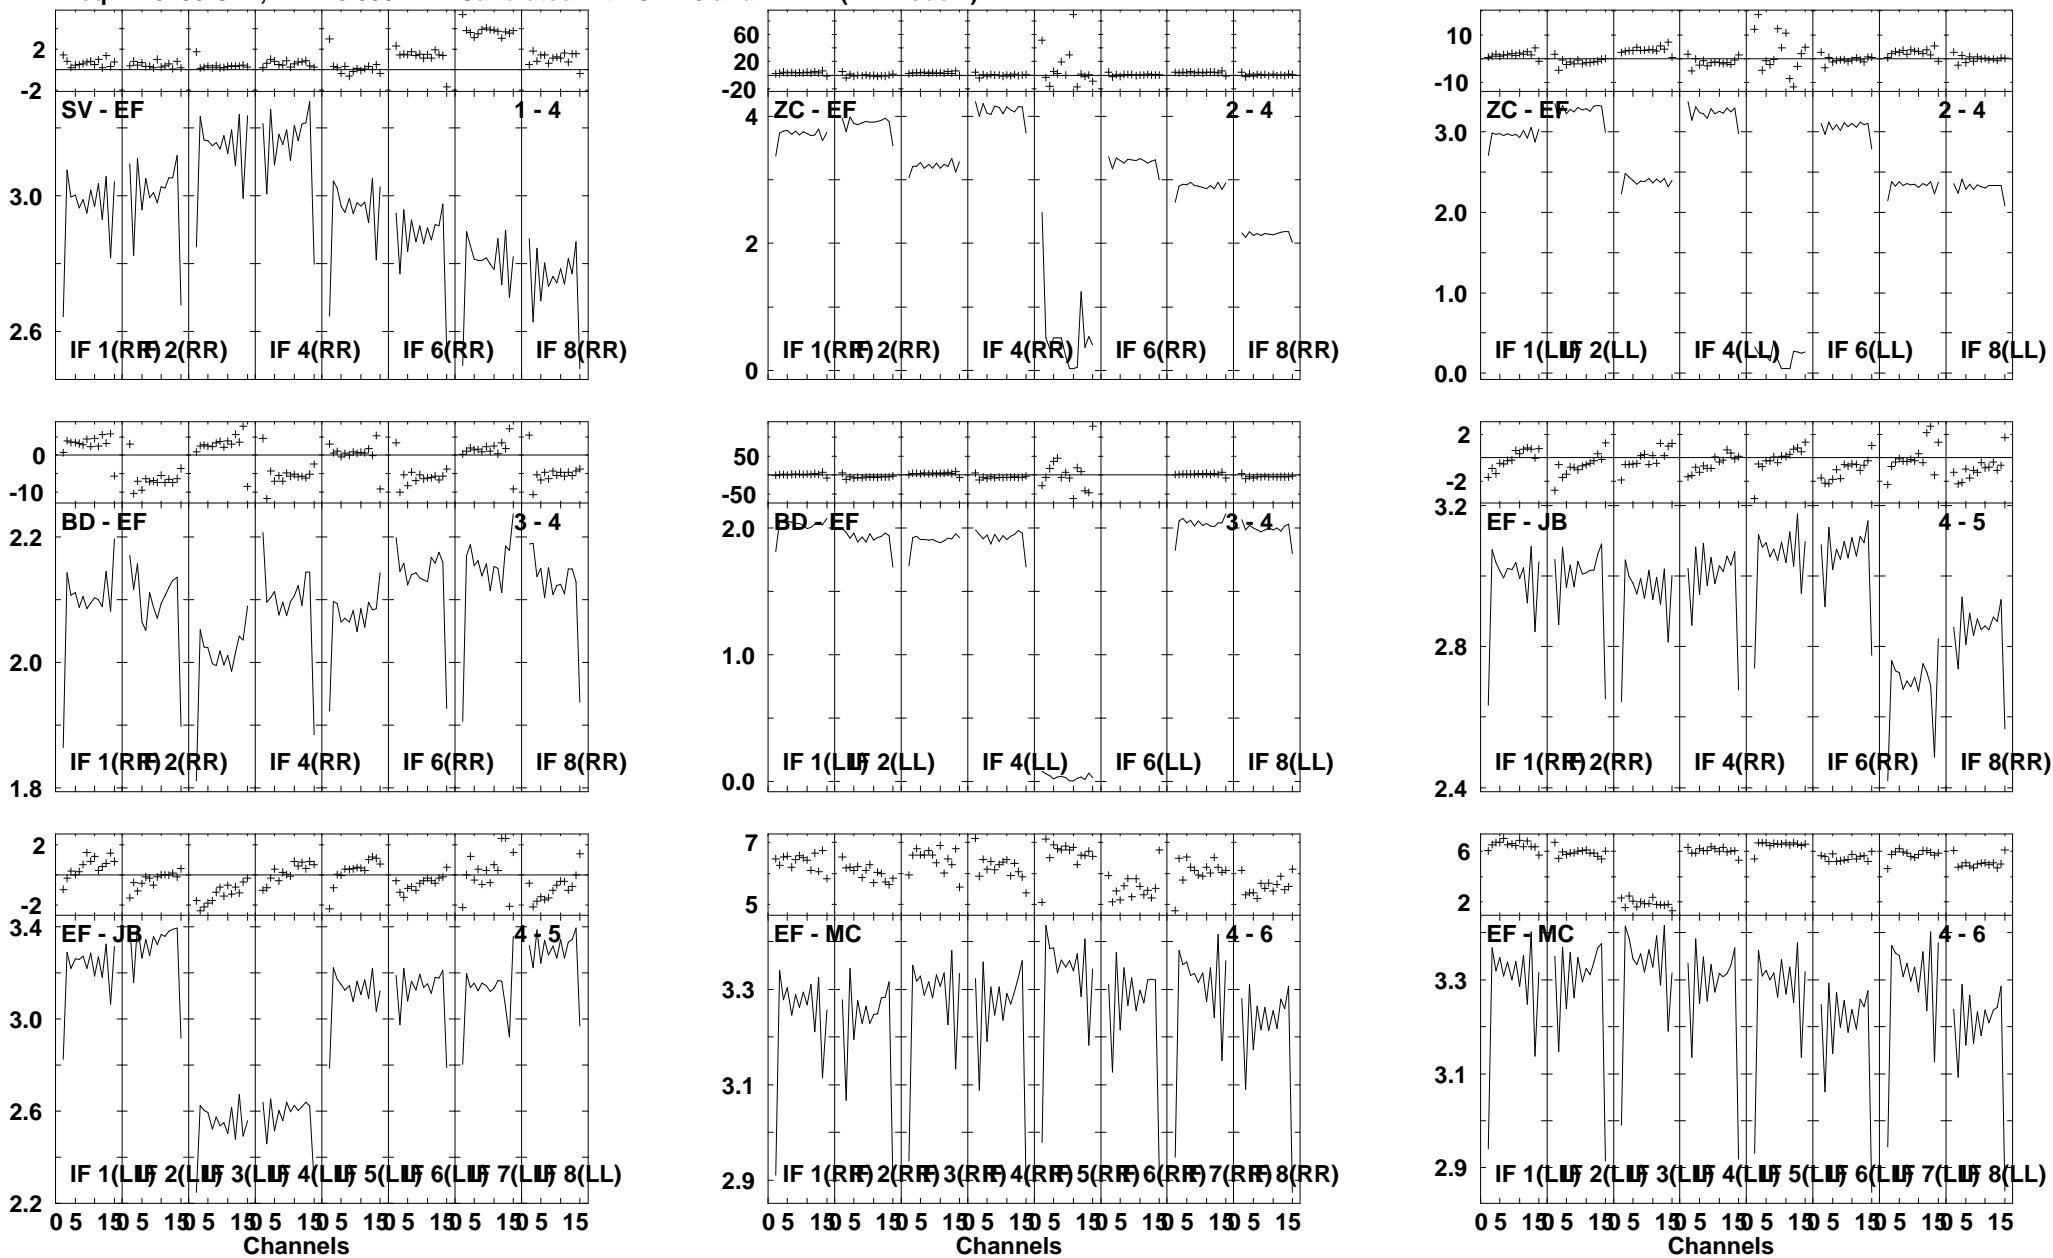 2 60 10
-2 20 -10
-20
SV - EF 1 - 4 ZC - EF 2 - 4 ZC - EF 2 - 4
4 3.0
3.0 2.0
2 1.0
2.6
IF 1(RR) IF 2(RR) IF 4(RR) IF 6(RR) IF 8(RR) IF 1(RR) IF 2(RR) IF 4(RR) IF 6(RR) IF 8(RR) IF 1(LL) IF 2(LL) IF 4(LL) IF 6(LL) IF 8(LL)
0 0.0
0 50 2
-10 -50 -2
BD - EF 3 - 4 BD - EF 3 - 4 EF - JB 4 - 5
2.2 2.0 3.2
2.0 1.0 2.8
IF 1(RR) IF 2(RR) IF 4(RR) IF 6(RR) IF 8(RR) IF 1(LL) IF 2(LL) IF 4(LL) IF 6(LL) IF 8(LL) IF 1(RR) IF 2(RR) IF 4(RR) IF 6(RR) IF 8(RR)
1.8 0.0 2.4
2 7 6
-2 5 2
EF - JB 4 - 5 EF - MC 4 - 6 EF - MC 4 - 6
3.4 3.3 3.3
3.0 3.1 3.1
2.6 2.9 2.9
IF 1(LL) IF 2(LL) IF 3(LL) IF 4(LL) IF 5(LL) IF 6(LL) IF 7(LL) IF 8(LL) IF 1(RR) IF 2(RR) IF 3(RR) IF 4(RR) IF 5(RR) IF 6(RR) IF 7(RR) IF 8(RR) IF 1(LL) IF 2(LL) IF 3(LL) IF 4(LL) IF 5(LL) IF 6(LL) IF 7(LL) IF 8(LL)
2.2
0 5 15 0 5 15 0 5 15 0 5 15 0 5 15 0 5 15 0 5 15 0 5 15 0 5 15 0 5 15 0 5 15 0 5 15 0 5 15 0 5 15 0 5 15 0 5 15 0 5 15 0 5 15 0 5 15 0 5 15 0 5 15 0 5 15 0 5 15 0 5 15
Channels Channels Channels